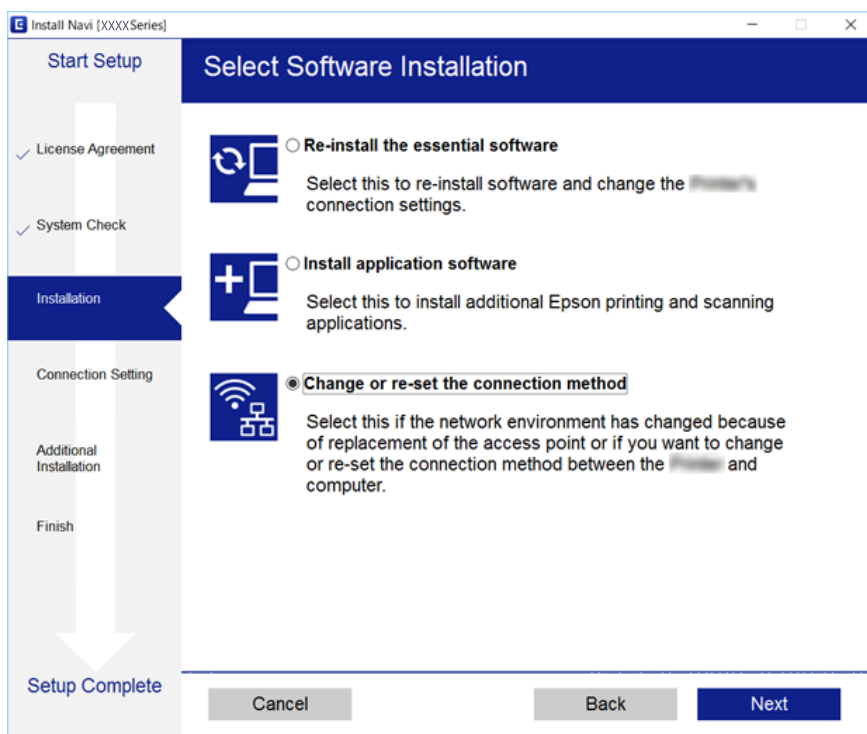 Install Navi [XXXX Series]
Start Setup
Select Software Installation
License Agreement
System Check
Installation
Connection Setting
Additional
Installation
Finish
Setup Complete
Re-install the essential software
Select this to re-install software and change the
connection settings.
Install application software
Select this to install additional Epson printing and scanning
applications.
Change or re-set the connection method
Select this if the network environment has changed because
of replacement of the access point or if you want to change
or re-set the connection method between the and
computer.
Cancel
Back
Next